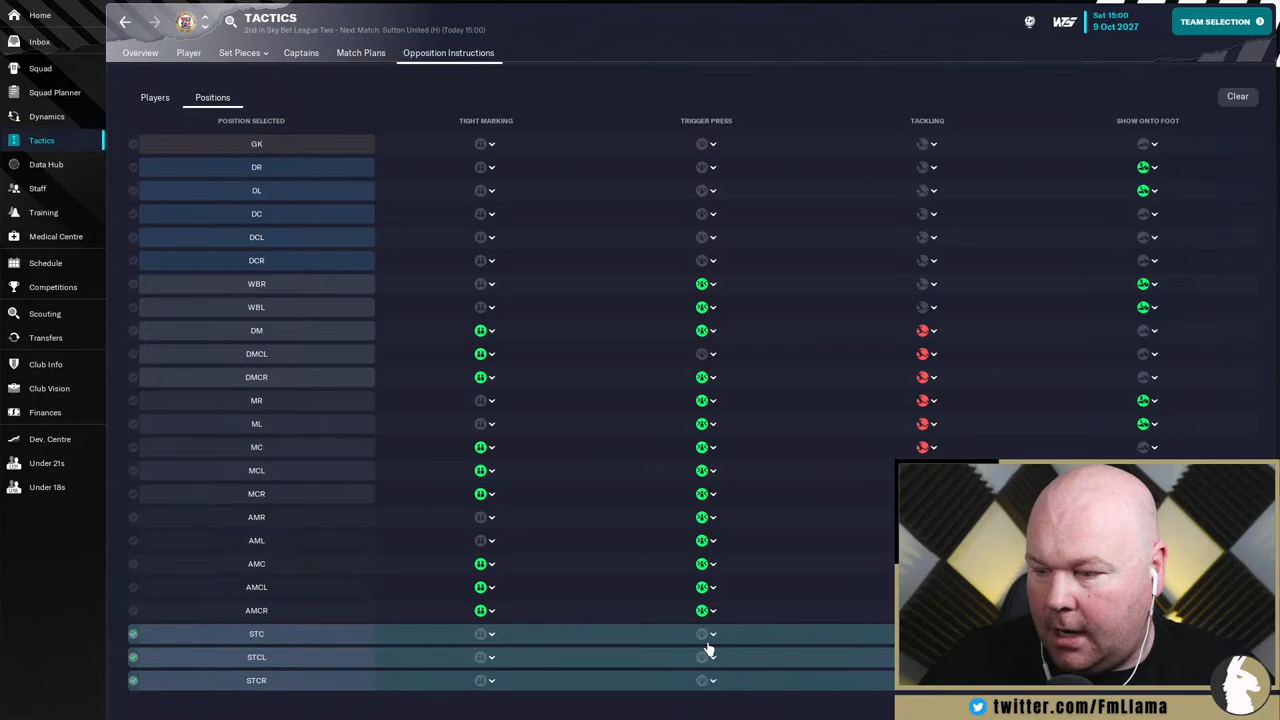 Home
Inbox
Squad
Squad Planner
Dynamics
Tactics
Data Hub
Staff
Training
Medical Centre
Schedule
Competitions
Scouting
Transfers
Club Info
Club Vision
Finances
Dev. Centre
Under 21s
Under 18s
TACTICS
2nd in Sky Bet League Two - Next Match: Sutton United (H) (Today 15:00)
Sat 15:00
9 Oct 2027
TEAM SELECTION
Overview Player Set Pieces Captains Match Plans Opposition Instructions
Players Positions Clear
POSITION SELECTED TIGHT MARKING TRIGGER PRESS TACKLING SHOW ONTO FOOT
GK
DR
DL
DC
DCL
DCR
WBR
WBL
DM
DMCL
DMCR
MR
ML
MC
MCL
MCR
AMR
AML
AMC
AMCL
AMCR
STC
STCL
STCR
twitter.com/FmLlama